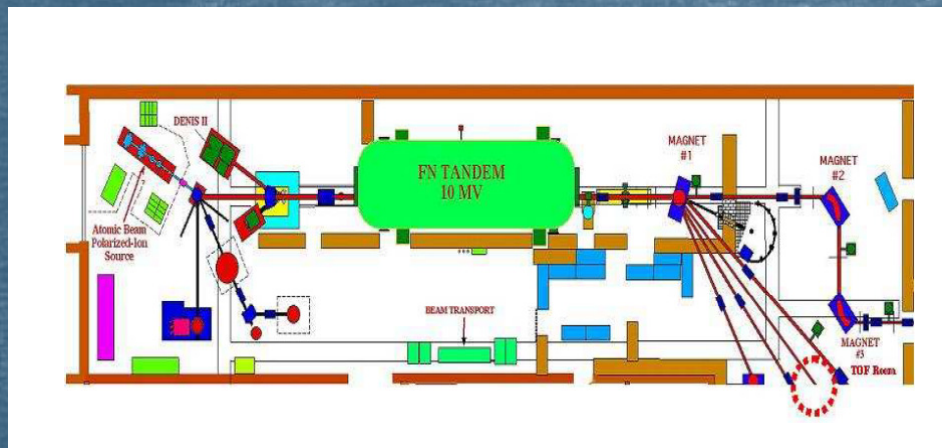 DENIS II
Atomic Beam
Polarized-Ion
Source
FN TANDEM
10 MV
MAGNET
#1
MAGNET
#2
BEAM TRANSPORT
MAGNET
#3
TOF Room